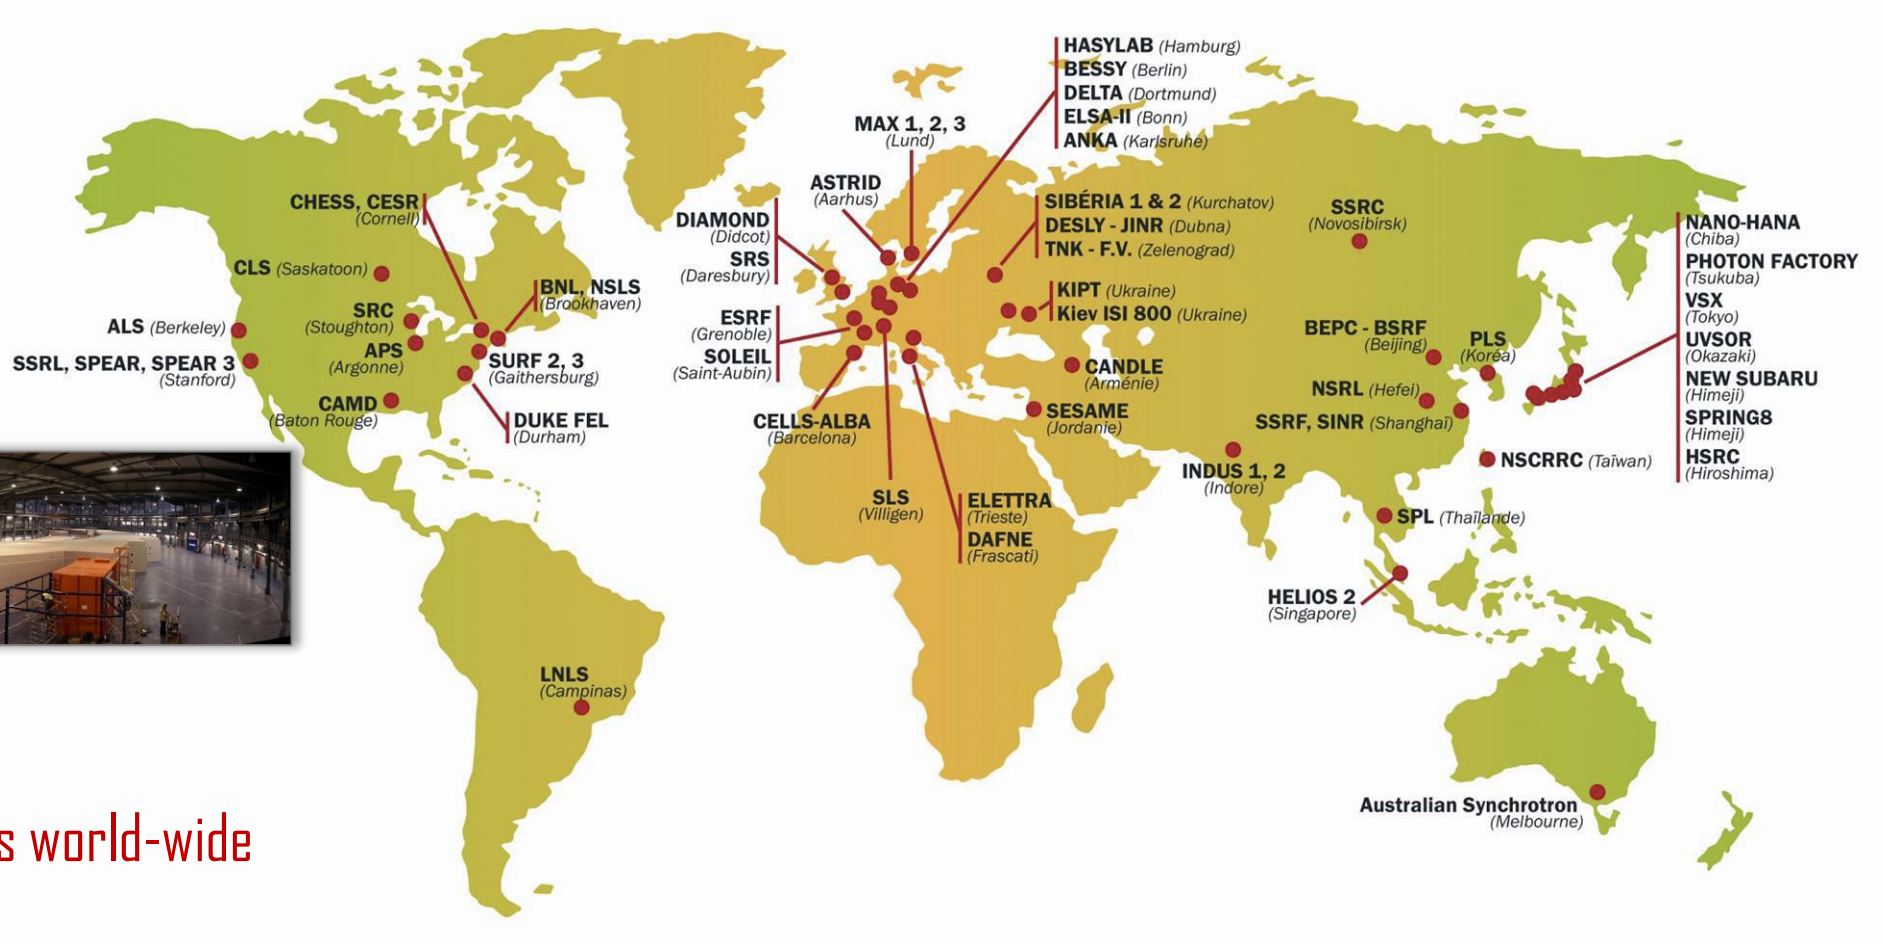 HASYLAB (Hamburg)
BESSY (Berlin)
DELTA (Dortmund)
ELSA-II (Bonn)
ANKA (Karlsruhe)
MAX 1, 2, 3
(Lund)
ASTRID
(Aarhus)
CHESS, CESR
(Cornell)
DIAMOND
(Didcot)
SRS
(Daresbury)
SIBÉRIA 1 & 2 (Kurchatov)
DESLY - JINR (Dubna)
TNK - F.V. (Zelenograd)
SSRC
(Novosibirsk)
NANO-HANA
(Chiba)
PHOTON FACTORY
(Tsukuba)
VSX
(Tokyo)
UVSOR
(Okazaki)
NEW SUBARU
(Himeji)
SPRING8
(Himeji)
HSRC
(Hiroshima)
CLS (Saskatoon)
BNL, NSLS
(Brookhaven)
KIPT (Ukraine)
Kiev ISI 800 (Ukraine)
SRC
(Stoughton)
ALS (Berkeley)
ESRF
(Grenoble)
SOLEIL
(Saint-Aubin)
BEPC - BSRF
(Beijing)
PLS
(Koréa)
APS
(Argonne)
SSRL, SPEAR, SPEAR 3
(Stanford)
SURF 2, 3
(Gaithersburg)
CANDLE
(Arménie)
NSRL (Hefei)
CAMD
(Baton Rouge)
DUKE FEL
(Durham)
CELLS-ALBA
(Barcelona)
SESAME
(Jordanie)
SSRF, SINR (Shanghaï)
INDUS 1, 2
(Indore)
NSCRRC (Taïwan)
SLS
(Villigen)
ELETTRA
(Trieste)
DAFNE
(Frascati)
SPL (Thaïlande)
HELIOS 2
(Singapore)
LNLS
(Campinas)
Australian Synchrotron
(Melbourne)
s world-wide